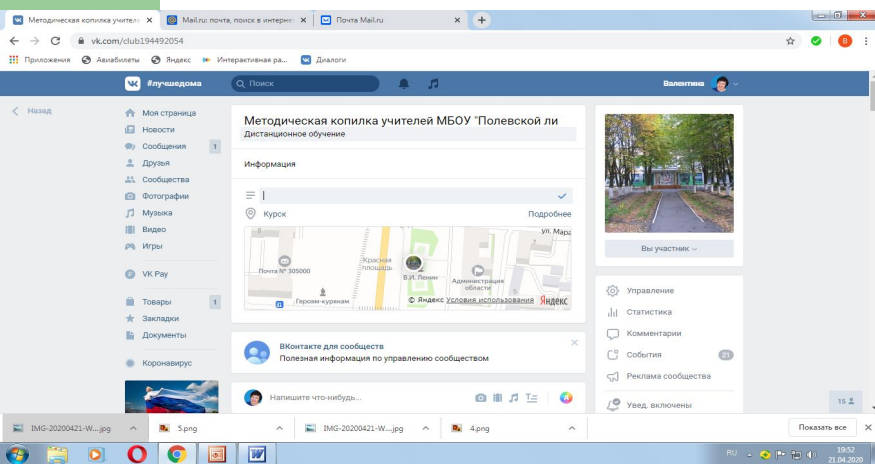 Методическая копилка учителе
Mail.ru: почта, поиск в интернет
Почта Mail.ru
vk.com/club194492054
Приложения
Авиабилеты
Яндекс
Интерактивная ра...
Диалоги
#лучшедома
Поиск
Валентина
Назад
Моя страница
Новости
Сообщения 1
Друзья
Сообщества
Фотографии
Музыка
Видео
Игры
VK Pay
Товары 1
Закладки
Документы
Коронавирус
Методическая копилка учителей МБОУ "Полевской ли
Дистанционное обучение
Информация
Курск
Подробнее
ул. Мара
Красная
площадь
Почта № 305000
В.И. Ленин
Администрация
области
Героям-курянам
© Яндекс Условия использования Яндекс
ВКонтакте для сообществ
Полезная информация по управлению сообществом
Напишите что-нибудь...
Вы участник
Управление
Статистика
Комментарии
События 21
Реклама сообщества
Увед. включены
15
IMG-20200421-W....jpg
5.png
IMG-20200421-W....jpg
4.png
Показать все
RU
19:52
21.04.2020